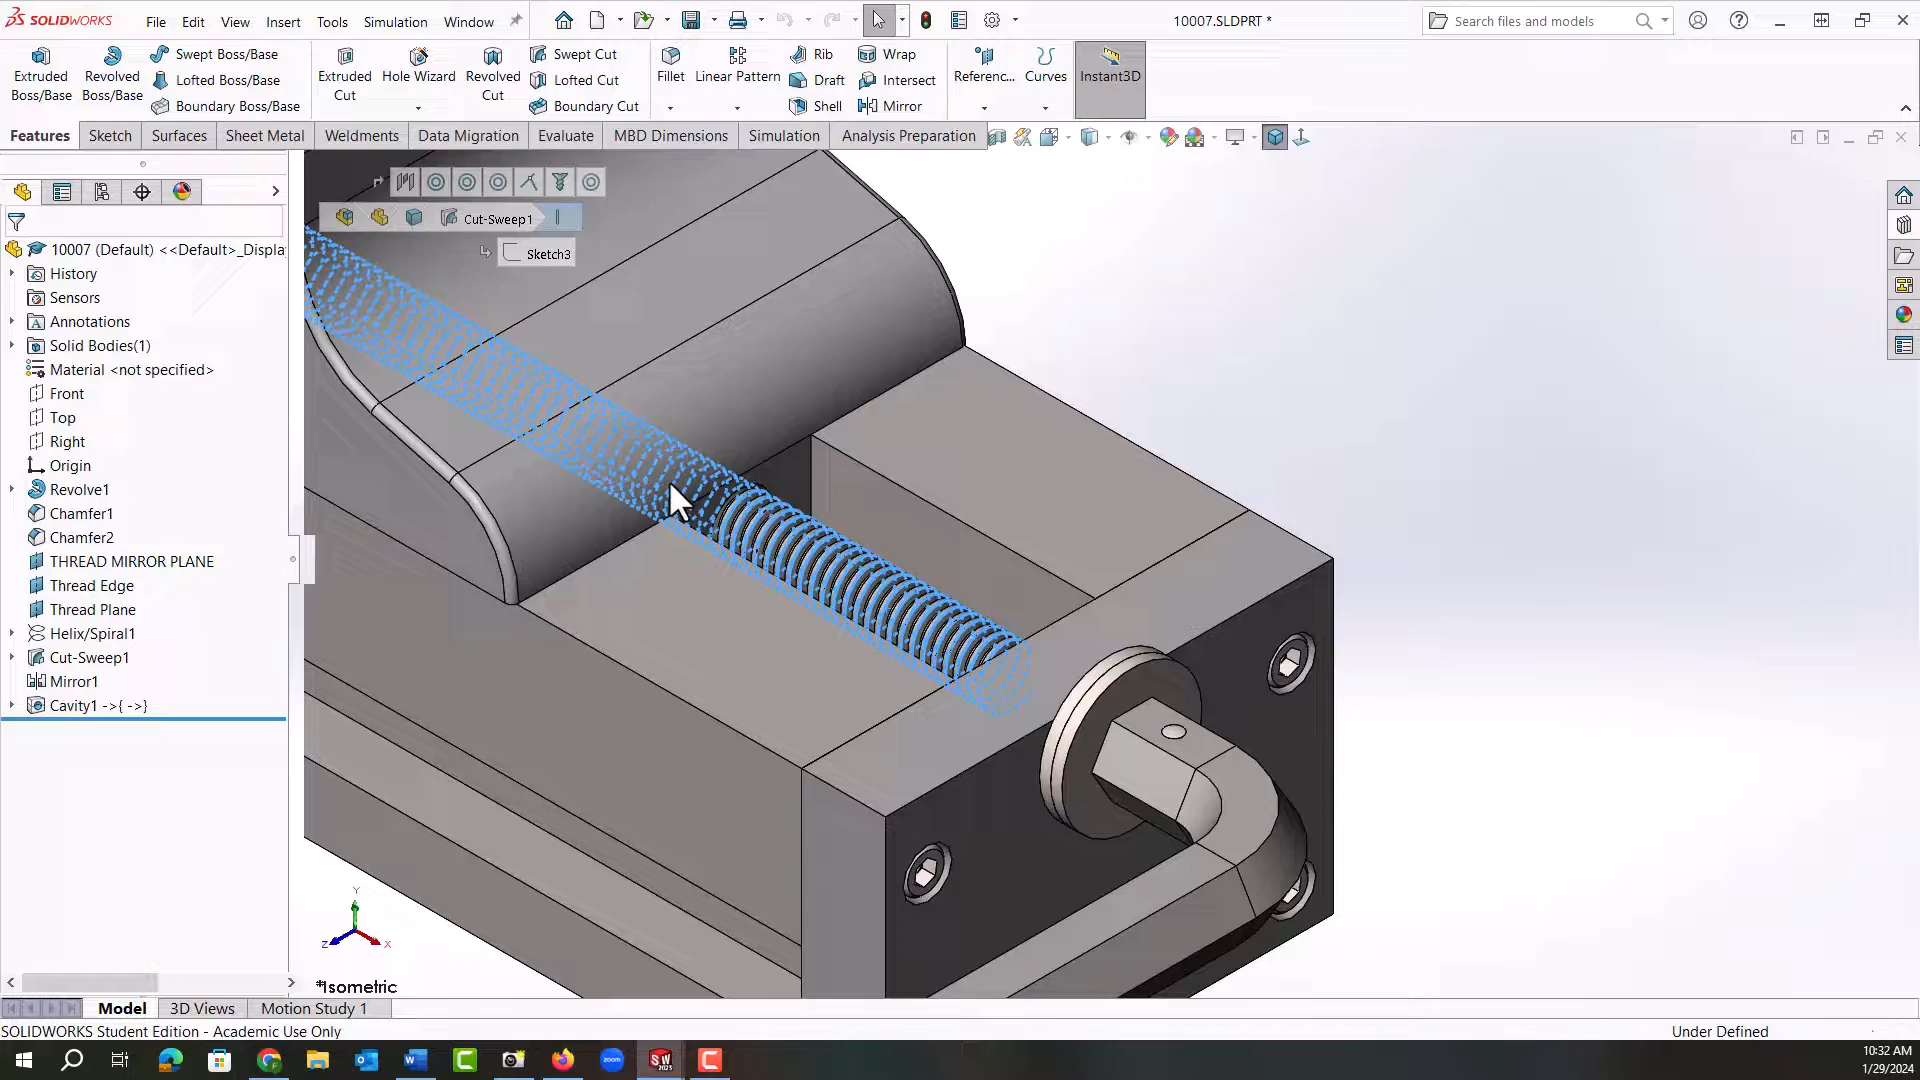 SOLIDWORKS File Edit View Insert Tools Simulation Window 10007.SLDPRT * Search files and models
Extruded Boss/Base
Revolved Boss/Base
Swept Boss/Base
Lofted Boss/Base
Boundary Boss/Base
Extruded Cut
Hole Wizard
Revolved Cut
Swept Cut
Lofted Cut
Boundary Cut
Fillet
Linear Pattern
Rib
Draft
Shell
Wrap
Intersect
Mirror
Referenc...
Curves
Instant3D
Features Sketch Surfaces Sheet Metal Weldments Data Migration Evaluate MBD Dimensions Simulation Analysis Preparation
Cut-Sweep1
Sketch3
10007 (Default) <<Default>_Displa
History
Sensors
Annotations
Solid Bodies(1)
Material <not specified>
Front
Top
Right
Origin
Revolve1
Chamfer1
Chamfer2
THREAD MIRROR PLANE
Thread Edge
Thread Plane
Helix/Spiral1
Cut-Sweep1
Mirror1
Cavity1 ->{ ->}
Y
Z X
*Isometric
Model 3D Views Motion Study 1
SOLIDWORKS Student Edition - Academic Use Only Under Defined
10:32 AM
1/29/2024